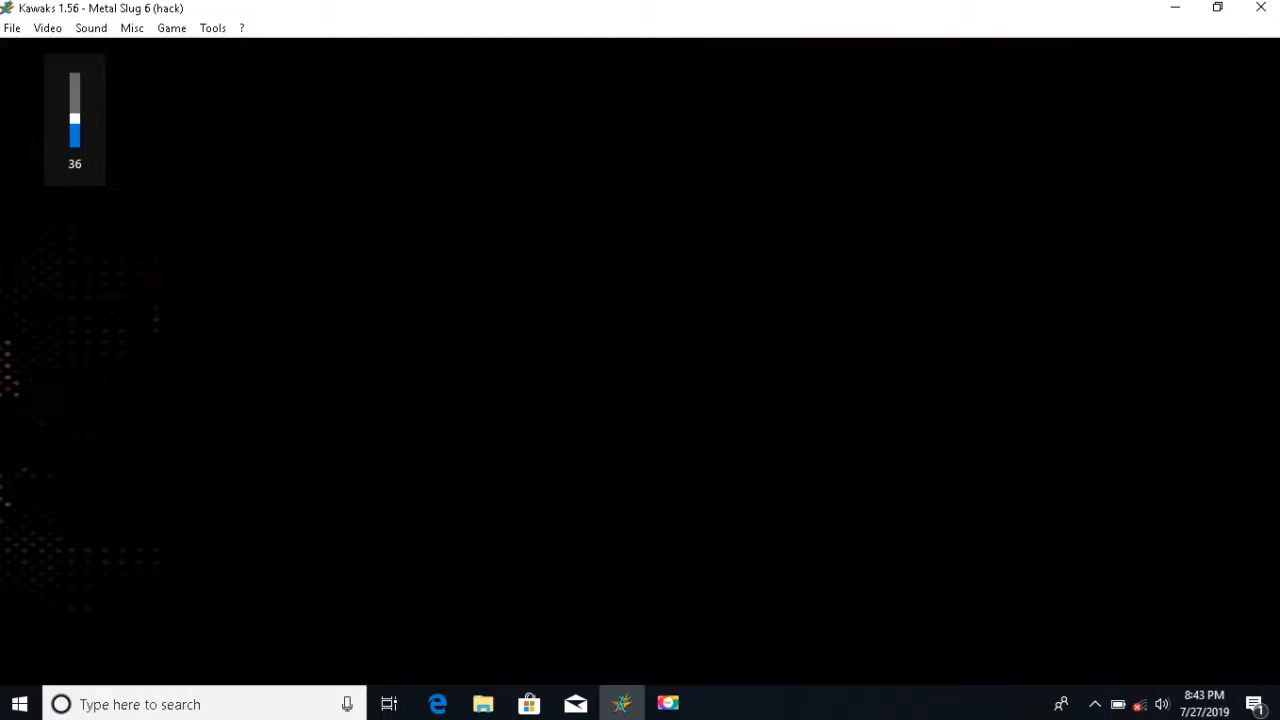 Kawaks 1.56 - Metal Slug 6 (hack)
File Video Sound Misc Game Tools ?
36
Type here to search
8:43 PM
7/27/2019
1